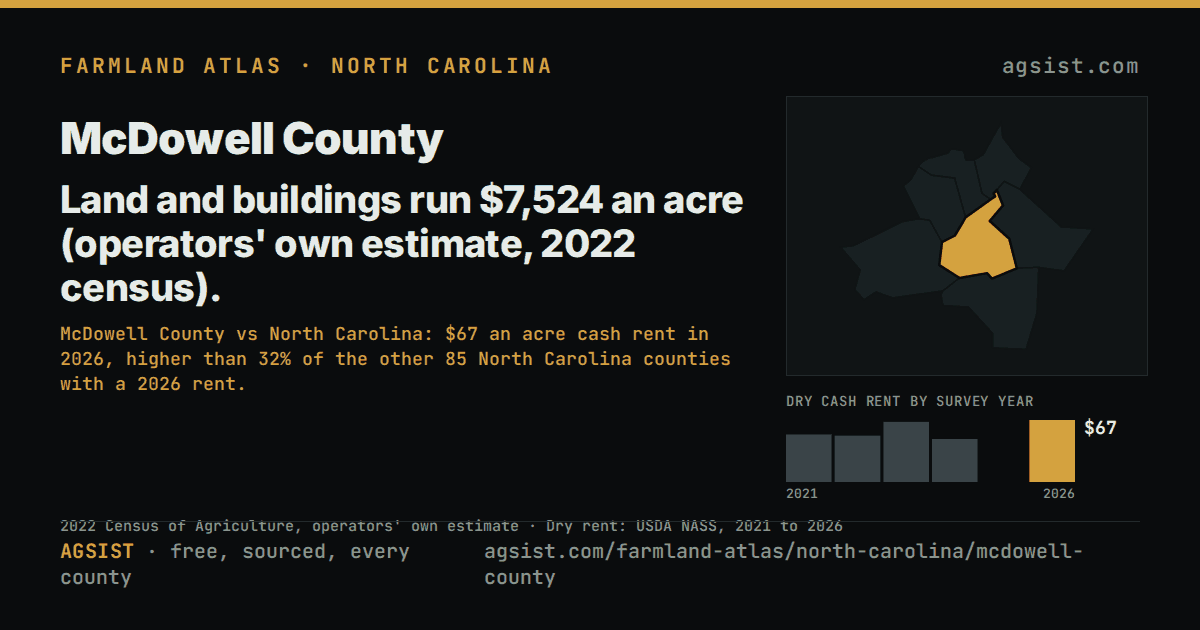 FARMLAND ATLAS · NORTH CAROLINA
agsist.com
McDowell County
Land and buildings run $7,524 an acre
(operators' own estimate, 2022
census).
McDowell County vs North Carolina: $67 an acre cash rent in
2026, higher than 32% of the other 85 North Carolina counties
with a 2026 rent.
DRY CASH RENT BY SURVEY YEAR
$67
2021
2026
2022 Census of Agriculture, operators' own estimate · Dry rent: USDA NASS, 2021 to 2026
AGSIST · free, sourced, every
county
agsist.com/farmland-atlas/north-carolina/mcdowell-
county